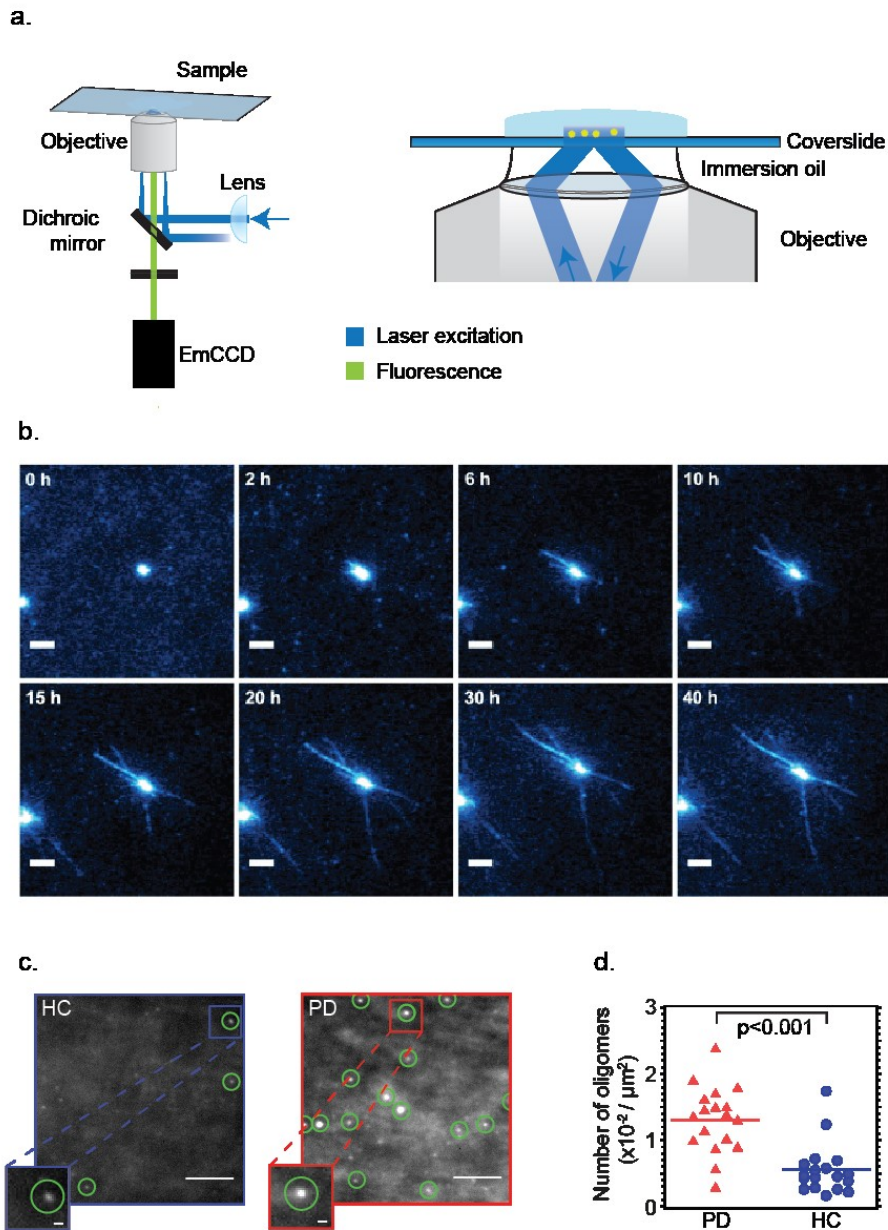 a.
Sample
Objective
Lens
Dichroic
mirror
EmCCD
Coverslide
Immersion oil
Objective
Laser excitation
Fluorescence
b.
0 h
2 h
6 h
10 h
15 h
20 h
30 h
40 h
c.
HC
PD
d.
Number of oligomers
(x10⁻² / µm²)
3
2
1
0
p<0.001
PD
HC